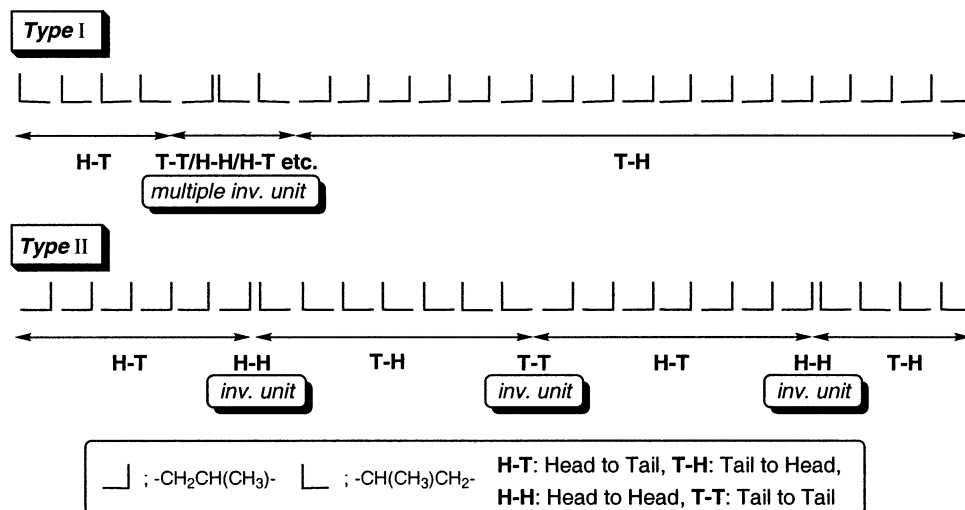 Type I
H-T T-T/H-H/H-T etc. T-H
multiple inv. unit
Type II
H-T H-H T-H T-T H-T H-H T-H
inv. unit inv. unit inv. unit
; -CH₂CH(CH₃)- ; -CH(CH₃)CH₂- H-T: Head to Tail, T-H: Tail to Head,
H-H: Head to Head, T-T: Tail to Tail